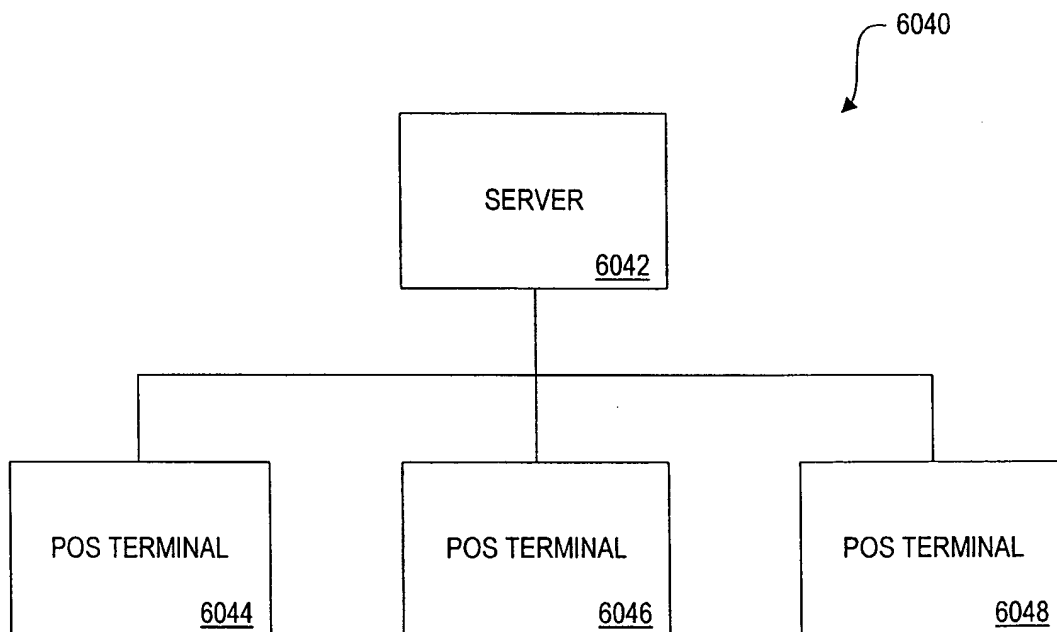 6040
SERVER
6042
POS TERMINAL
6044
POS TERMINAL
6046
POS TERMINAL
6048